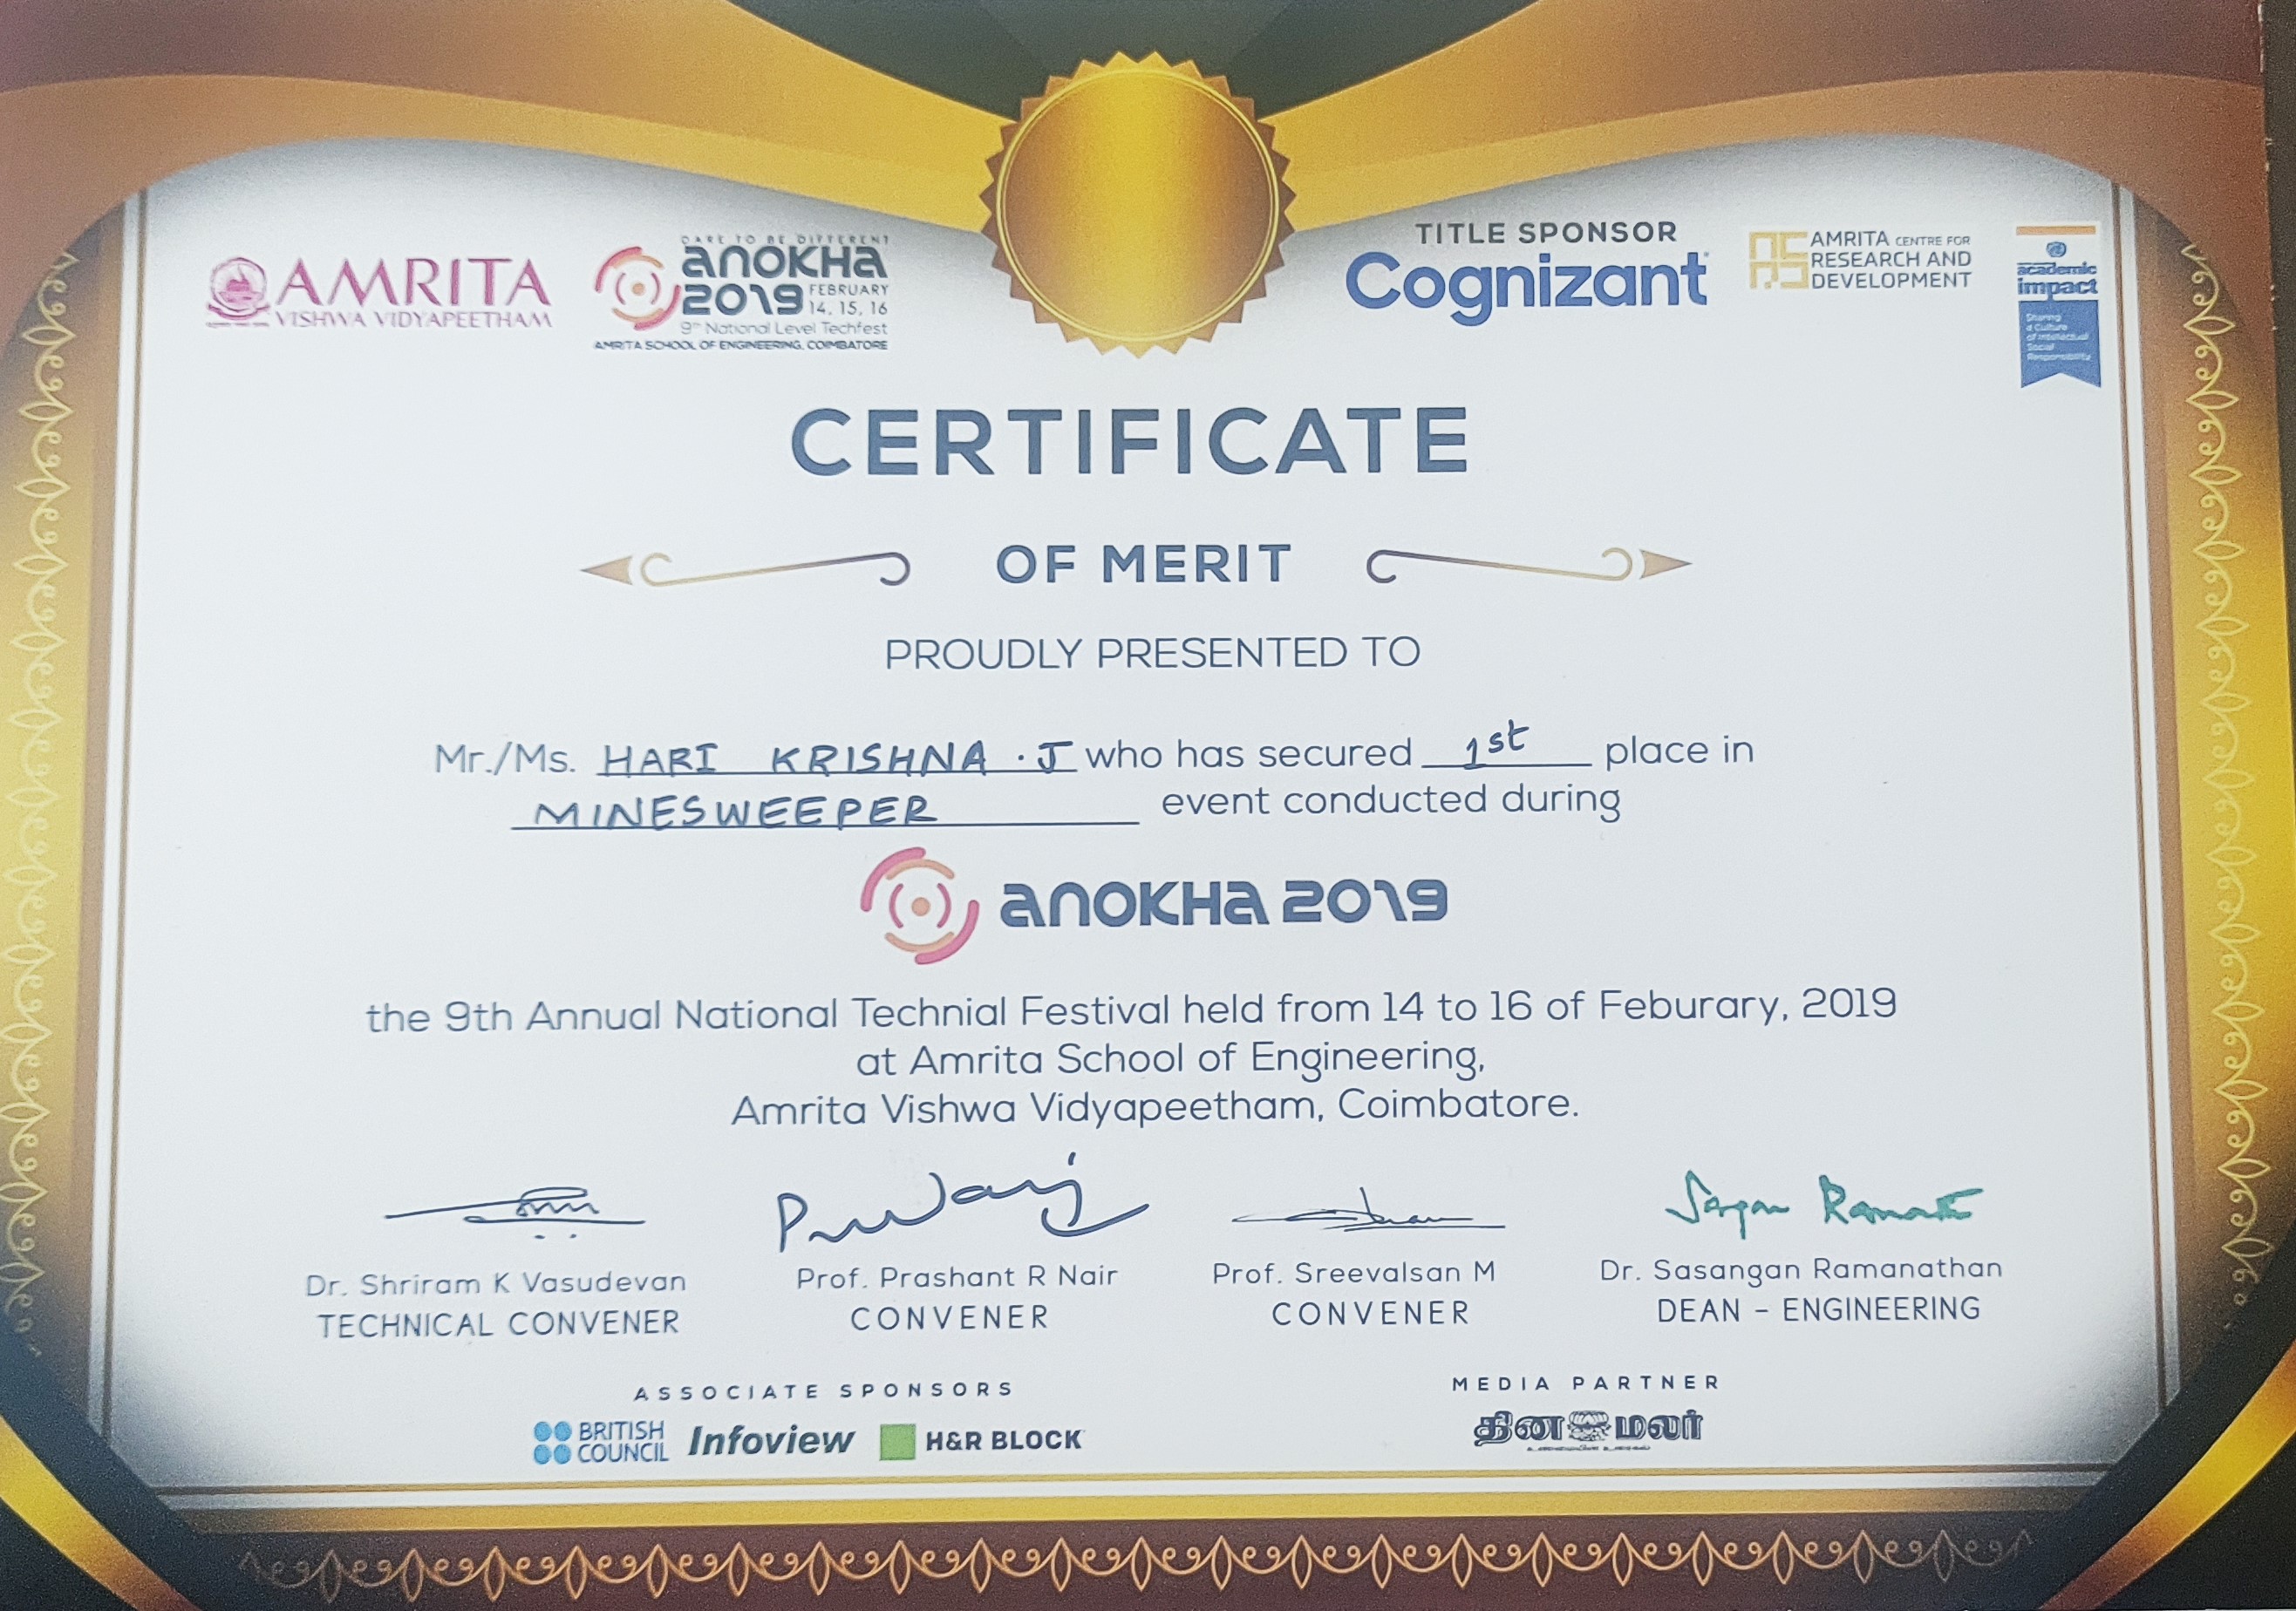 AMRITA
VISHWA VIDYAPEETHAM
DARE TO BE DIFFERENT
aNOKHa
2019 FEBRUARY
14, 15, 16
9th National Level Techfest
AMRITA SCHOOL OF ENGINEERING, COIMBATORE
TITLE SPONSOR
Cognizant
AMRITA CENTRE FOR
RESEARCH AND
DEVELOPMENT
academic
impact
Sharing
a Culture
of Intellectual
Social
Responsibility
CERTIFICATE
OF MERIT
PROUDLY PRESENTED TO
Mr./Ms. HARI KRISHNA . J who has secured 1st place in
MINESWEEPER event conducted during
aNOKHa 2019
the 9th Annual National Technial Festival held from 14 to 16 of Feburary, 2019
at Amrita School of Engineering,
Amrita Vishwa Vidyapeetham, Coimbatore.
Dr. Shriram K Vasudevan
TECHNICAL CONVENER
Prof. Prashant R Nair
CONVENER
Prof. Sreevalsan M
CONVENER
Dr. Sasangan Ramanathan
DEAN - ENGINEERING
ASSOCIATE SPONSORS
BRITISH
COUNCIL
Infoview
H&R BLOCK
MEDIA PARTNER
தினமலர்